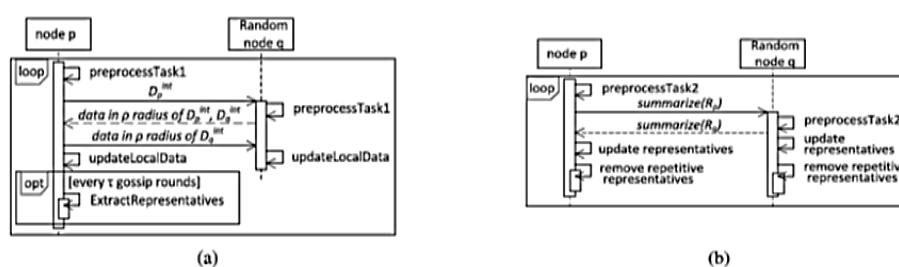 node p
Random
node q
loop
preprocessTask1
D_p^int
preprocessTask1
data in ρ radius of D_p^int, D_q^int
data in ρ radius of D_q^int
updateLocalData
updateLocalData
opt
[every τ gossip rounds]
ExtractRepresentatives
(a)
node p
Random
node q
loop
preprocessTask2
summarize(R_p)
preprocessTask2
summarize(R_q)
update
representatives
update representatives
remove repetitive
representatives
remove repetitive
representatives
(b)